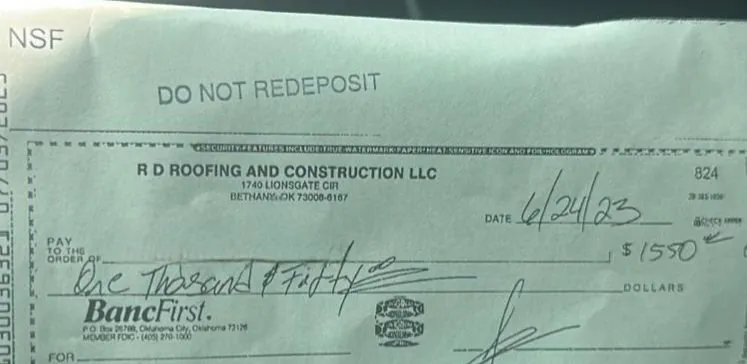 NSF
DO NOT REDEPOSIT
SECURITY FEATURES INCLUDE TRUE WATERMARK PAPER, HEAT SENSITIVE ICON AND FOIL HOLOGRAM
R D ROOFING AND CONSTRUCTION LLC
1740 LIONSGATE CIR
BETHANY, OK 73008-6167
824
DATE 6/24/23
PAY
TO THE
ORDER OF
$ 1550
One Thousand & Fifty
DOLLARS
BancFirst.
P.O. Box 26788, Oklahoma City, Oklahoma 73126
MEMBER FDIC - (405) 270-1000
FOR